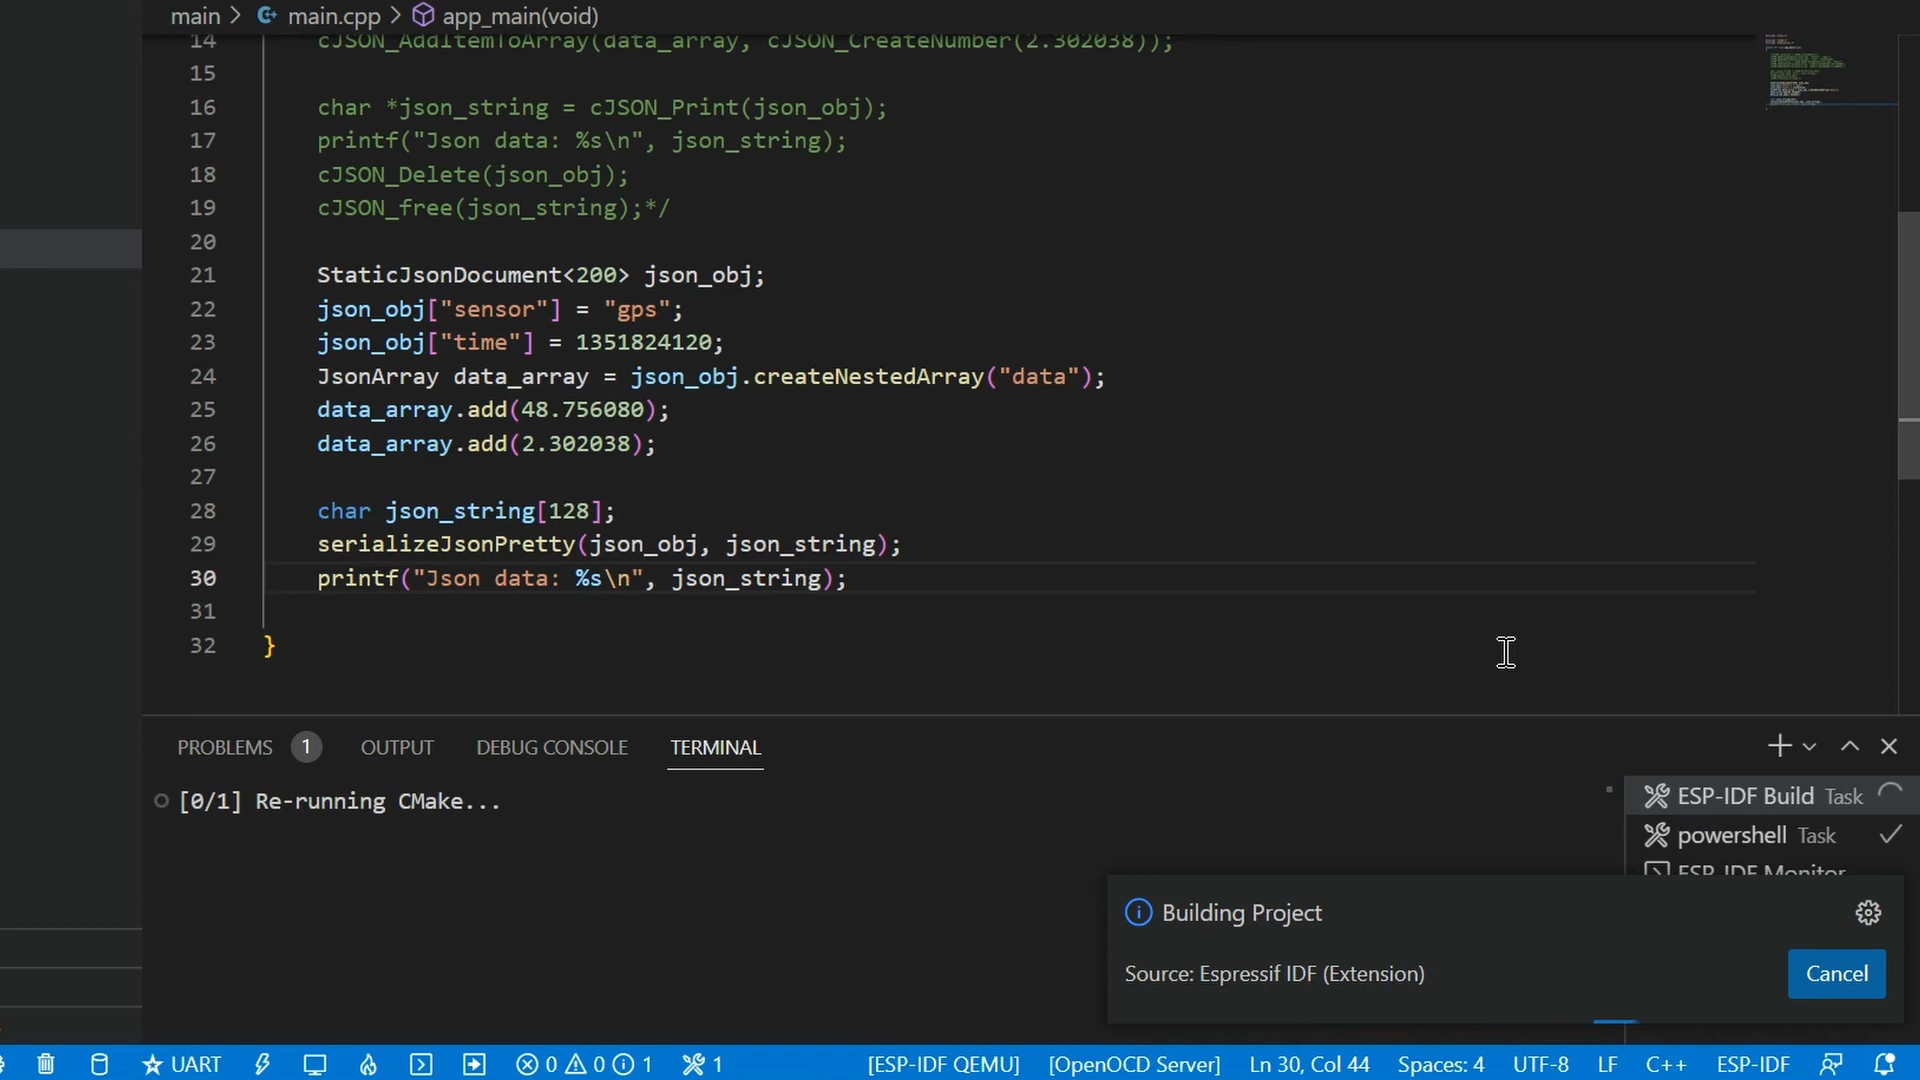 main > main.cpp > app_main(void)
14 cJSON_AddItemToArray(data_array, cJSON_CreateNumber(2.302038));
15
16 char *json_string = cJSON_Print(json_obj);
17 printf("Json data: %s\n", json_string);
18 cJSON_Delete(json_obj);
19 cJSON_free(json_string);*/
20
21 StaticJsonDocument<200> json_obj;
22 json_obj["sensor"] = "gps";
23 json_obj["time"] = 1351824120;
24 JsonArray data_array = json_obj.createNestedArray("data");
25 data_array.add(48.756080);
26 data_array.add(2.302038);
27
28 char json_string[128];
29 serializeJsonPretty(json_obj, json_string);
30 printf("Json data: %s\n", json_string);
31
32 }
PROBLEMS 1 OUTPUT DEBUG CONSOLE TERMINAL
[0/1] Re-running CMake...
ESP-IDF Build Task
powershell Task
ESP-IDF Monitor
Building Project
Source: Espressif IDF (Extension)
Cancel
UART 0 0 1 1 [ESP-IDF QEMU] [OpenOCD Server] Ln 30, Col 44 Spaces: 4 UTF-8 LF C++ ESP-IDF